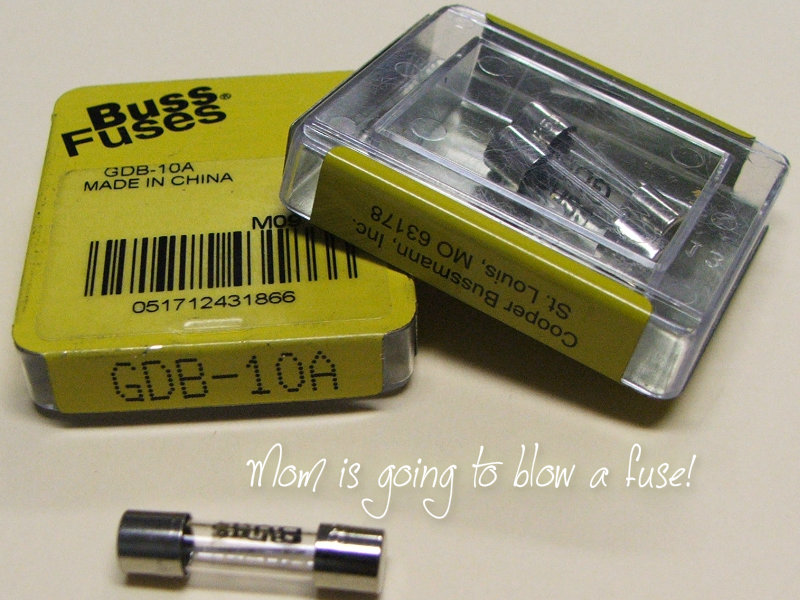 Buss®
Fuses
GDB-10A
MADE IN CHINA
M09
051712431866
GDB-10A
Cooper Bussmann, Inc.
St. Louis, MO 63178
Mom is going to blow a fuse!